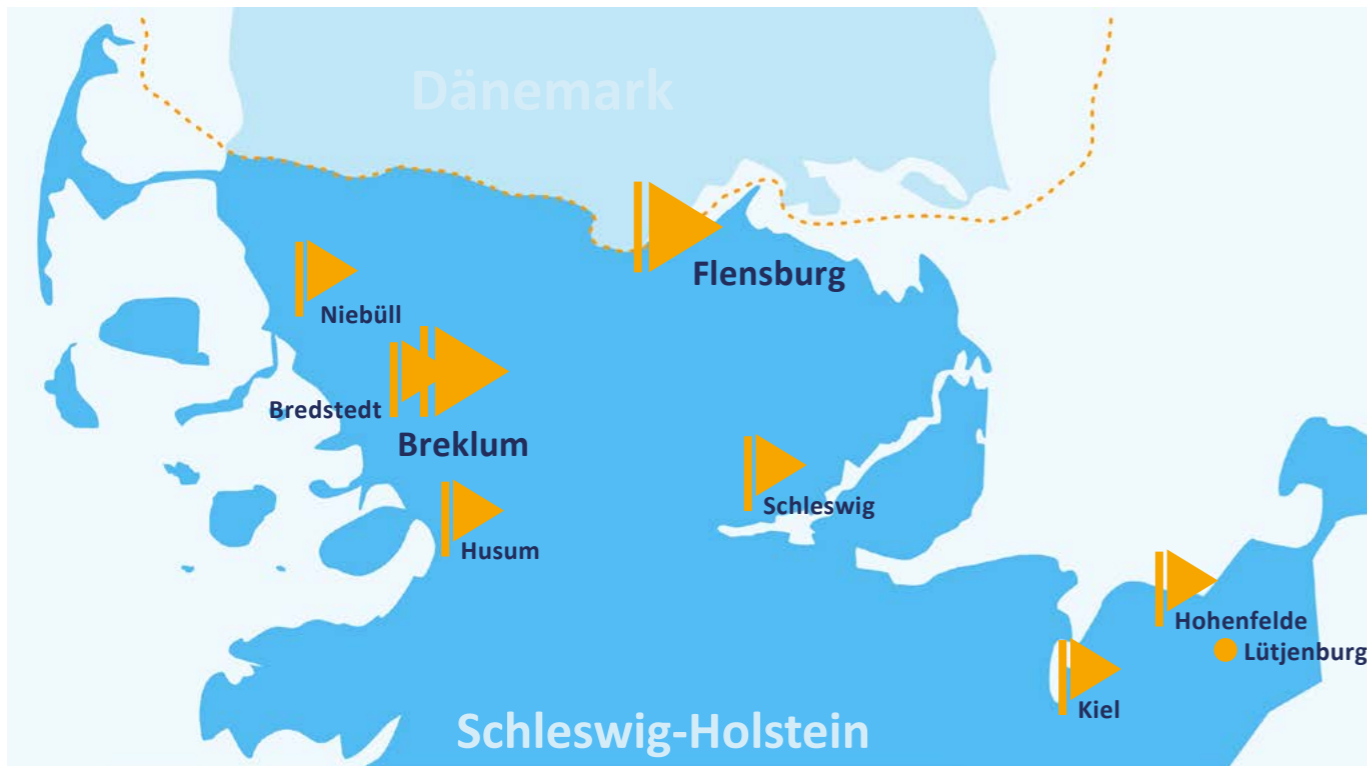 Dänemark
Flensburg
Niebüll
Bredstedt
Breklum
Schleswig
Husum
Hohenfelde
Lütjenburg
Kiel
Schleswig-Holstein